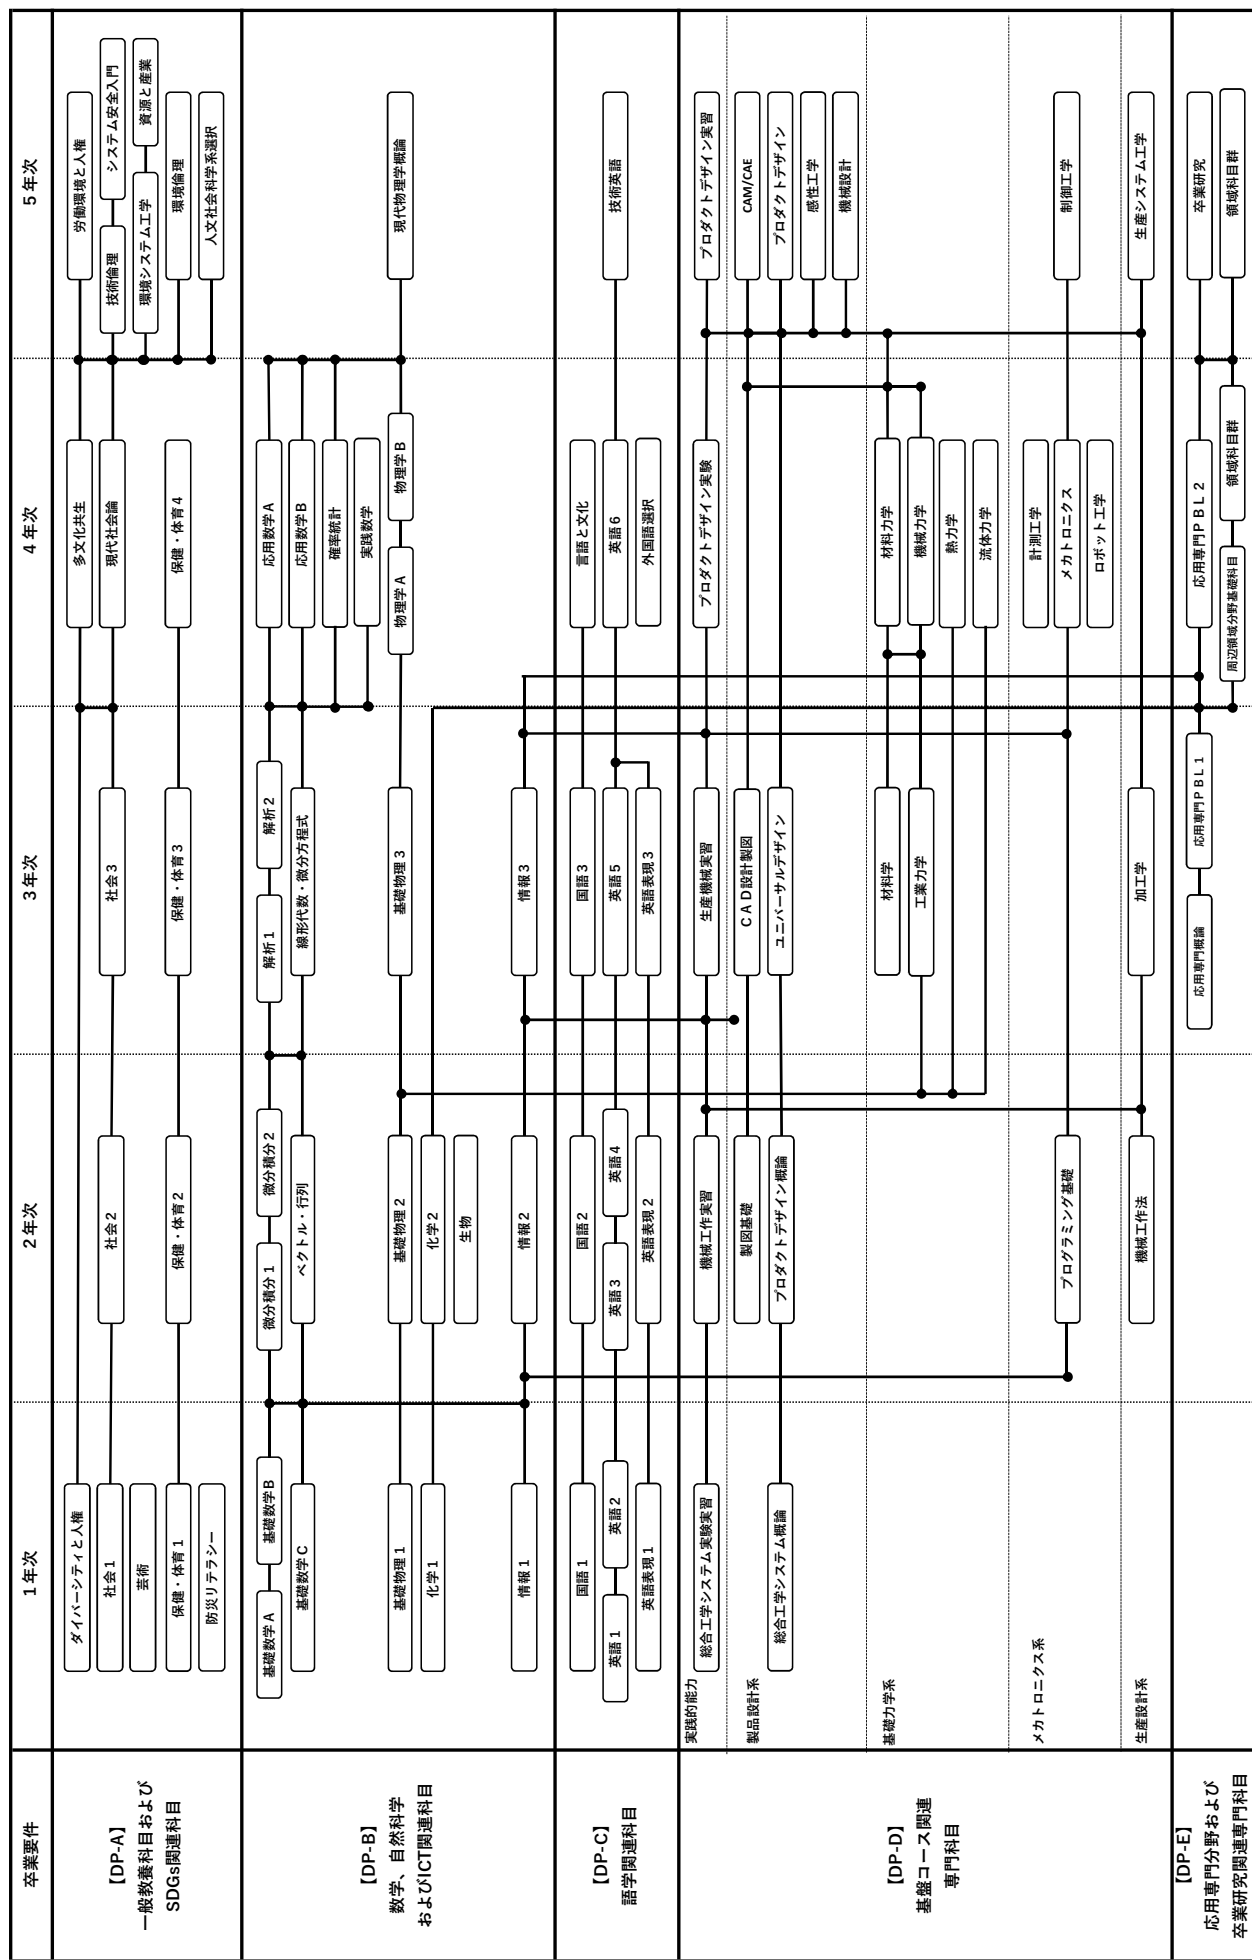 卒業要件
1年次
2年次
3年次
4年次
5年次
【DP-A】
一般教養科目および
SDGs関連科目
ダイバーシティと人権
多文化共生
労働環境と人権
社会1
社会2
社会3
現代社会論
技術倫理
システム安全入門
芸術
環境システム工学
資源と産業
保健・体育1
保健・体育2
保健・体育3
保健・体育4
環境倫理
防災リテラシー
人文社会科学系選択
【DP-B】
数学、自然科学
およびICT関連科目
基礎数学A
基礎数学B
微分積分1
微分積分2
解析1
解析2
応用数学A
基礎数学C
ベクトル・行列
線形代数・微分方程式
応用数学B
確率統計
実践数学
基礎物理1
基礎物理2
基礎物理3
物理学A
物理学B
現代物理学概論
化学1
化学2
生物
情報1
情報2
情報3
【DP-C】
語学関連科目
国語1
国語2
国語3
言語と文化
英語1
英語2
英語3
英語4
英語5
英語6
技術英語
英語表現1
英語表現2
英語表現3
外国語選択
【DP-D】
基盤コース関連
専門科目
実践的能力
総合工学システム実験実習
機械工作実習
生産機械実習
プロダクトデザイン実験
プロダクトデザイン実習
製品設計系
製図基礎
CAD設計製図
CAM/CAE
総合工学システム概論
プロダクトデザイン概論
ユニバーサルデザイン
プロダクトデザイン
感性工学
機械設計
基礎力学系
材料学
材料力学
工業力学
機械力学
熱力学
流体力学
メカトロニクス系
計測工学
プログラミング基礎
メカトロニクス
制御工学
ロボット工学
生産設計系
機械工作法
加工学
生産システム工学
【DP-E】
応用専門分野および
卒業研究関連専門科目
応用専門概論
応用専門PBL1
応用専門PBL2
卒業研究
周辺領域分野基礎科目
領域科目群
領域科目群